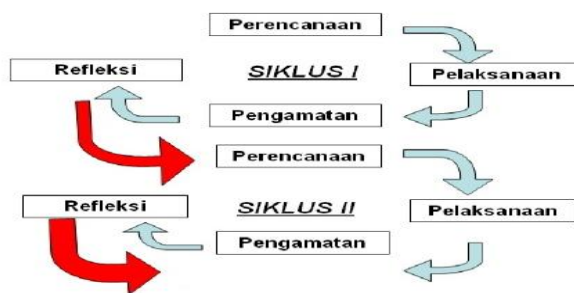 Perencanaan
Refleksi
SIKLUS I
Pelaksanaan
Pengamatan
Perencanaan
Refleksi
SIKLUS II
Pelaksanaan
Pengamatan